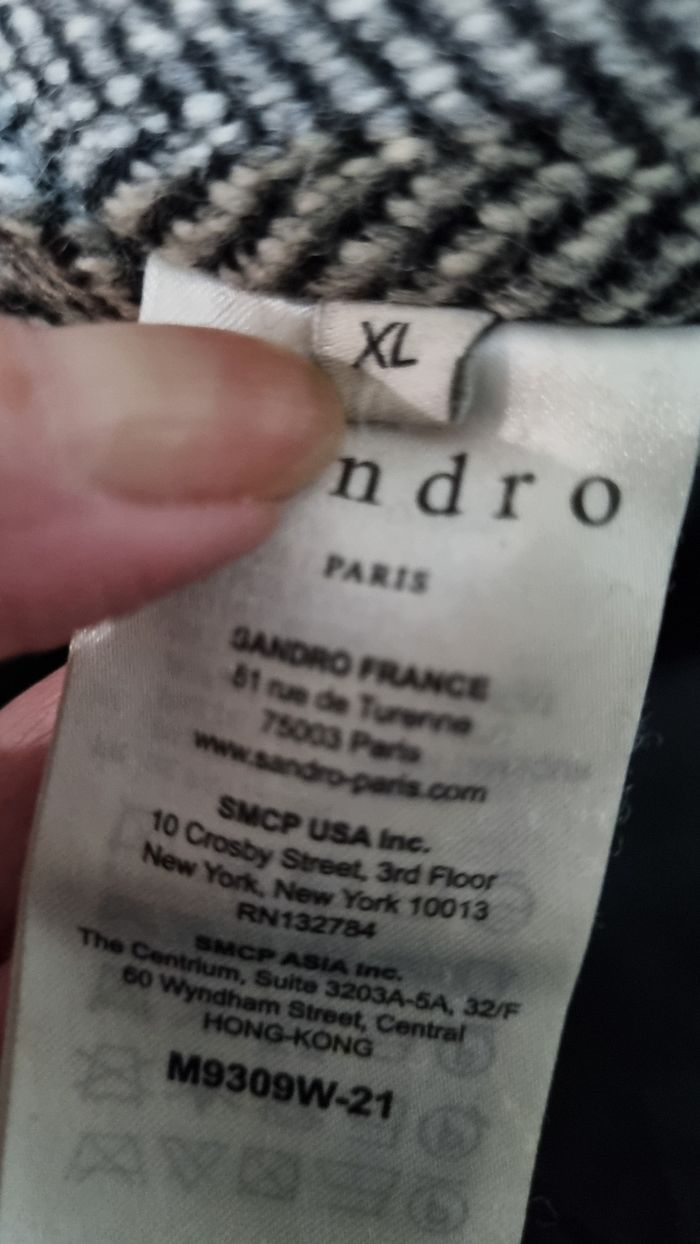 XL
ndro
PARIS
SANDRO FRANCE
81 rue de Turenne
75003 Paris
www.sandro-paris.com
SMCP USA Inc.
10 Crosby Street, 3rd Floor
New York, New York 10013
RN132784
SMCP ASIA Inc.
The Centrium, Suite 3203A-5A, 32/F
60 Wyndham Street, Central
HONG-KONG
M9309W-21